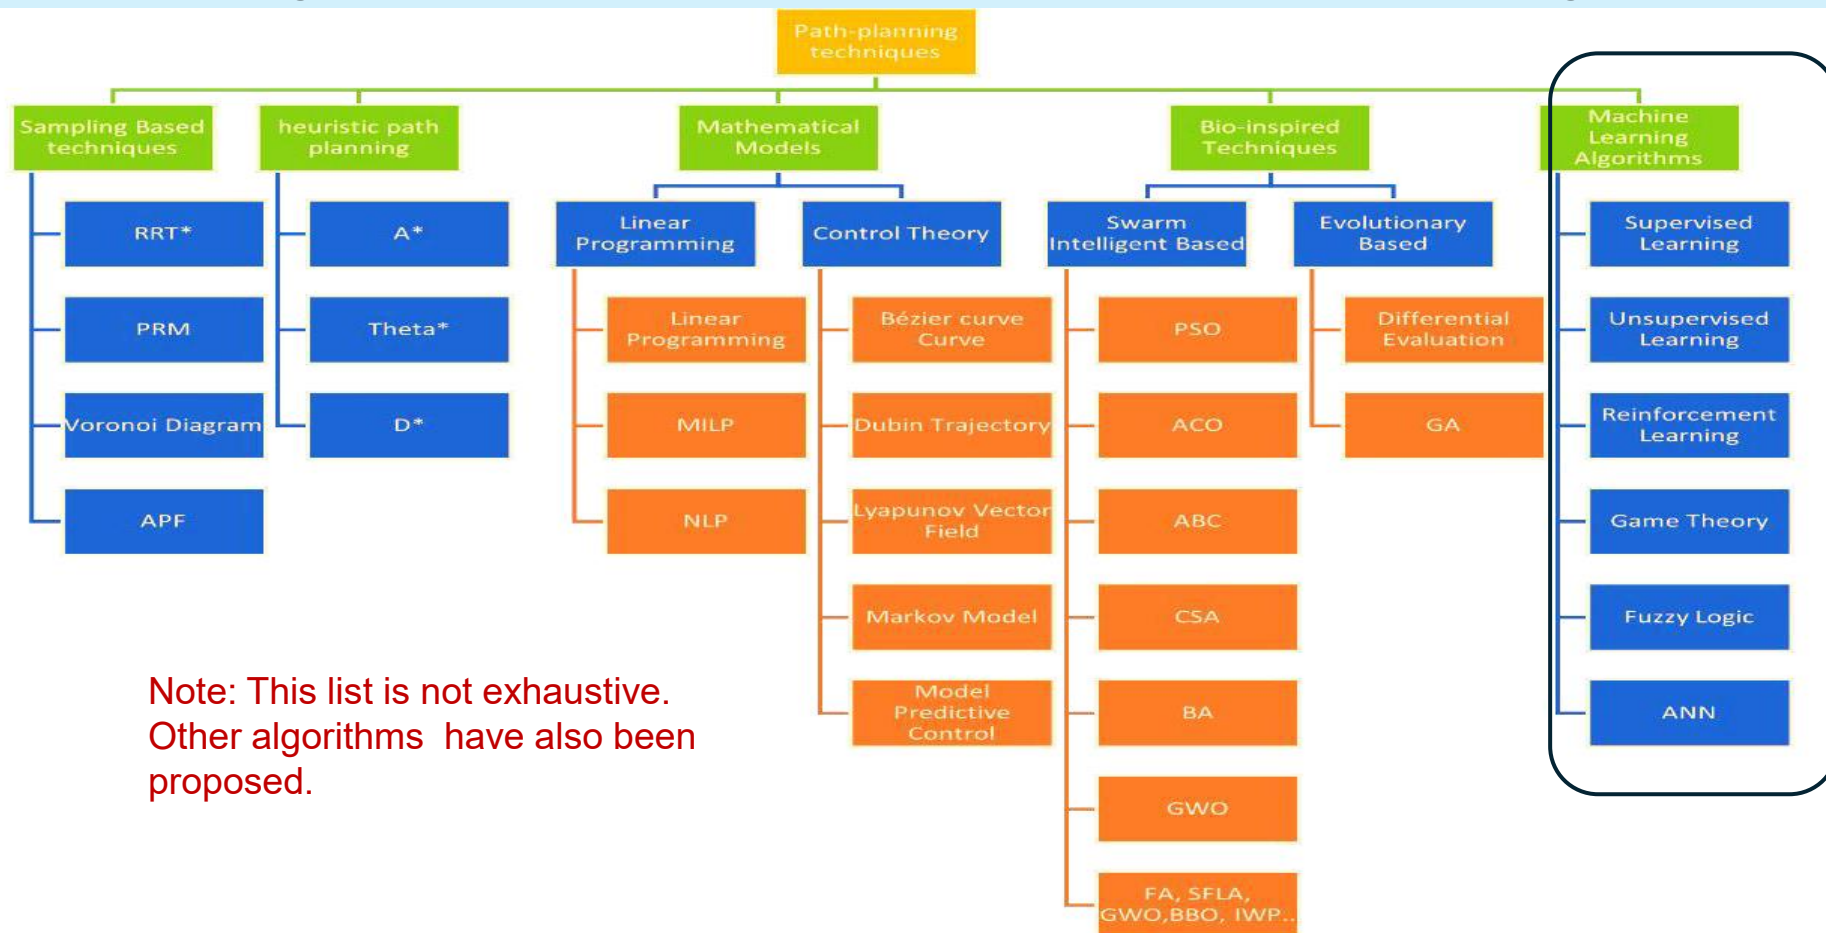 Path-planning
techniques
Sampling Based
techniques
heuristic path
planning
Mathematical
Models
Bio-inspired
Techniques
Machine
Learning
Algorithms
RRT*
PRM
Voronoi Diagram
APF
A*
Theta*
D*
Linear
Programming
Linear
Programming
MILP
NLP
Control Theory
Bézier curve
Curve
Dubin Trajectory
Lyapunov Vector
Field
Markov Model
Model
Predictive
Control
Swarm
Intelligent Based
PSO
ACO
ABC
CSA
BA
GWO
FA, SFLA,
GWO,BBO, IWP..
Evolutionary
Based
Differential
Evaluation
GA
Supervised
Learning
Unsupervised
Learning
Reinforcement
Learning
Game Theory
Fuzzy Logic
ANN
Note: This list is not exhaustive.
Other algorithms  have also been
proposed.